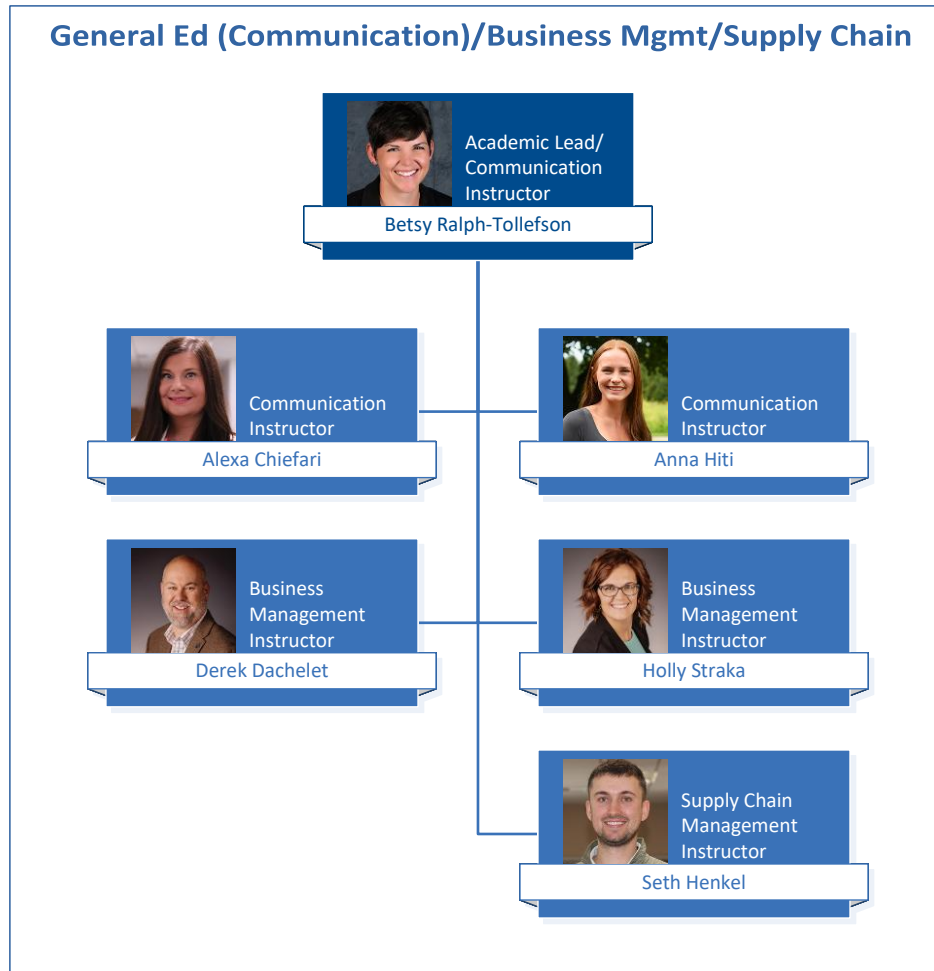 General Ed (Communication)/Business Mgmt/Supply Chain
Academic Lead/
Communication
Instructor
Betsy Ralph-Tollefson
Communication
Instructor
Alexa Chiefari
Communication
Instructor
Anna Hiti
Business
Management
Instructor
Derek Dachelet
Business
Management
Instructor
Holly Straka
Supply Chain
Management
Instructor
Seth Henkel